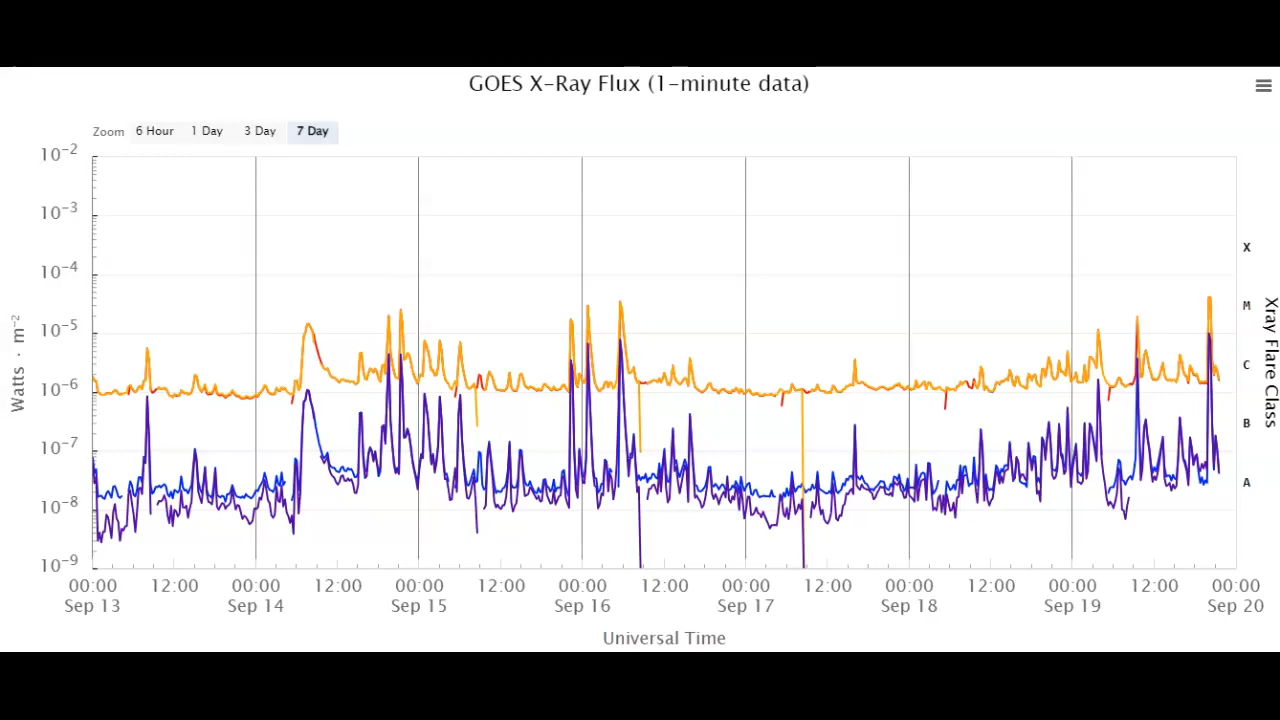 GOES X-Ray Flux (1-minute data)
Zoom 6 Hour 1 Day 3 Day 7 Day
10⁻²
10⁻³
10⁻⁴
10⁻⁵
10⁻⁶
10⁻⁷
10⁻⁸
10⁻⁹
Watts · m⁻²
X
M
C
B
A
Xray Flare Class
00:00 12:00 00:00 12:00 00:00 12:00 00:00 12:00 00:00 12:00 00:00 12:00 00:00 12:00 00:00
Sep 13 Sep 14 Sep 15 Sep 16 Sep 17 Sep 18 Sep 19 Sep 20
Universal Time